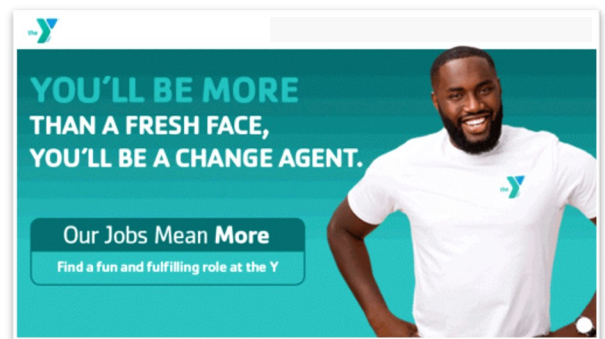 the Y
YOU´LL BE MORE
THAN A FRESH FACE,
YOU´LL BE A CHANGE AGENT.
the Y
Our Jobs Mean More
Find a fun and fulfilling role at the Y